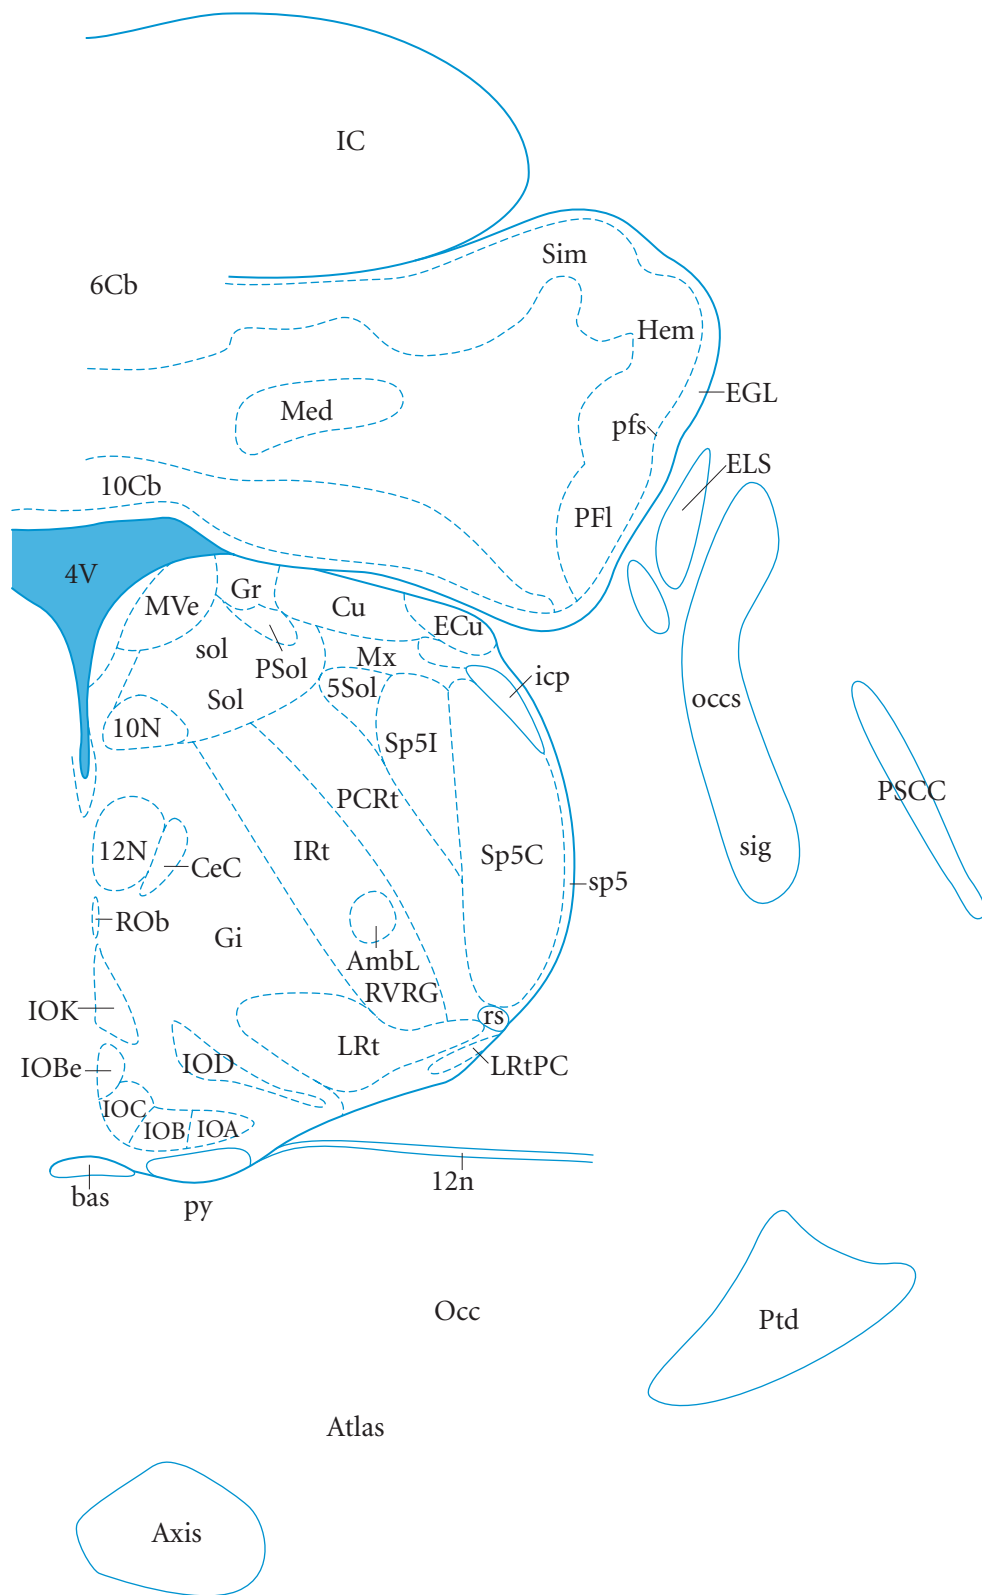 IC
Sim
6Cb
Hem
EGL
Med
pfs
ELS
10Cb
PFl
4V
Gr
MVe
Cu
ECu
sol
Mx
PSol
icp
5Sol
Sol
occs
10N
Sp5I
PSCC
PCRt
sig
12N
IRt
Sp5C
CeC
sp5
ROb
Gi
AmbL
RVRG
IOK
rs
LRt
IOBe
IOD
LRtPC
IOC
IOB
IOA
bas
12n
py
Occ
Ptd
Atlas
Axis